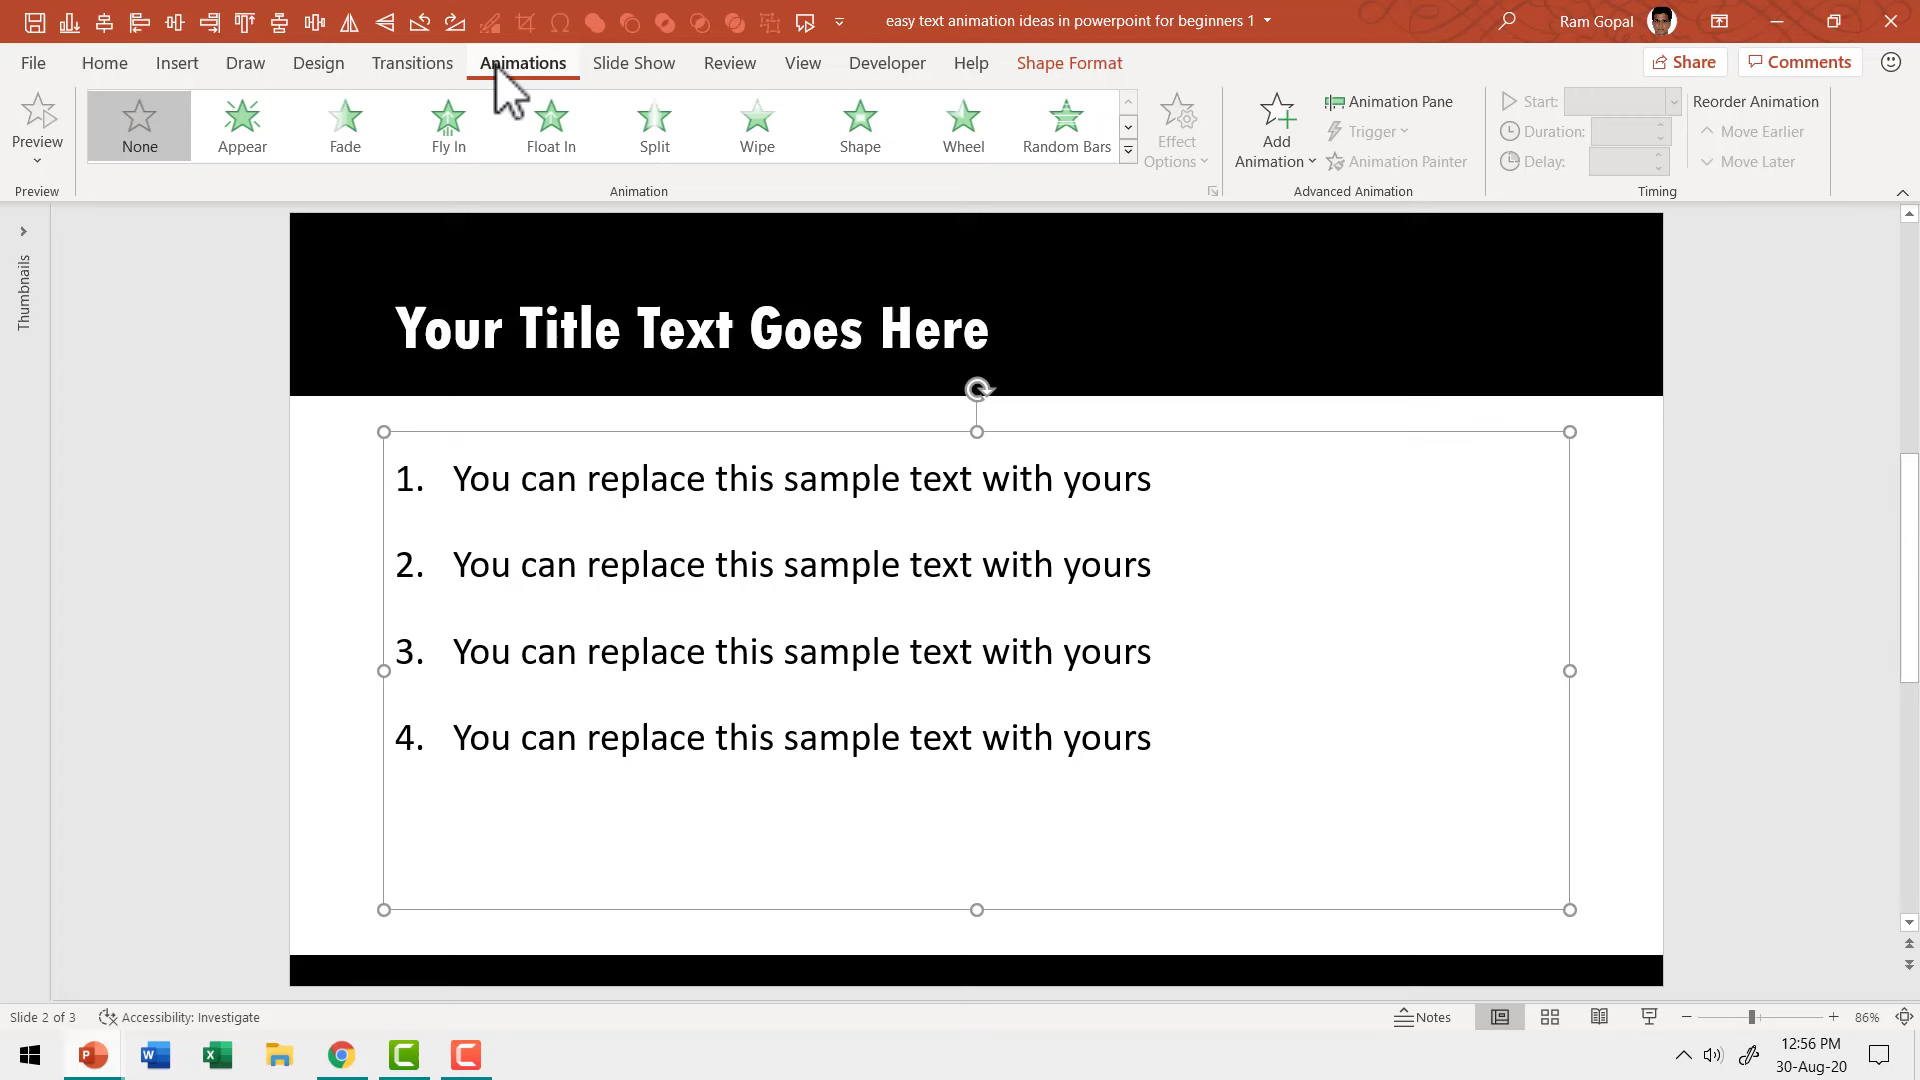 easy text animation ideas in powerpoint for beginners 1
Ram Gopal
File Home Insert Draw Design Transitions Animations Slide Show Review View Developer Help Shape Format Share Comments
Preview
Preview
None Appear Fade Fly In Float In Split Wipe Shape Wheel Random Bars
Animation
Effect
Options
Add
Animation
Animation Pane
Trigger
Animation Painter
Advanced Animation
Start:
Duration:
Delay:
Reorder Animation
Move Earlier
Move Later
Timing
Thumbnails
Your Title Text Goes Here
1. You can replace this sample text with yours
2. You can replace this sample text with yours
3. You can replace this sample text with yours
4. You can replace this sample text with yours
Slide 2 of 3 Accessibility: Investigate Notes 86%
12:56 PM
30-Aug-20